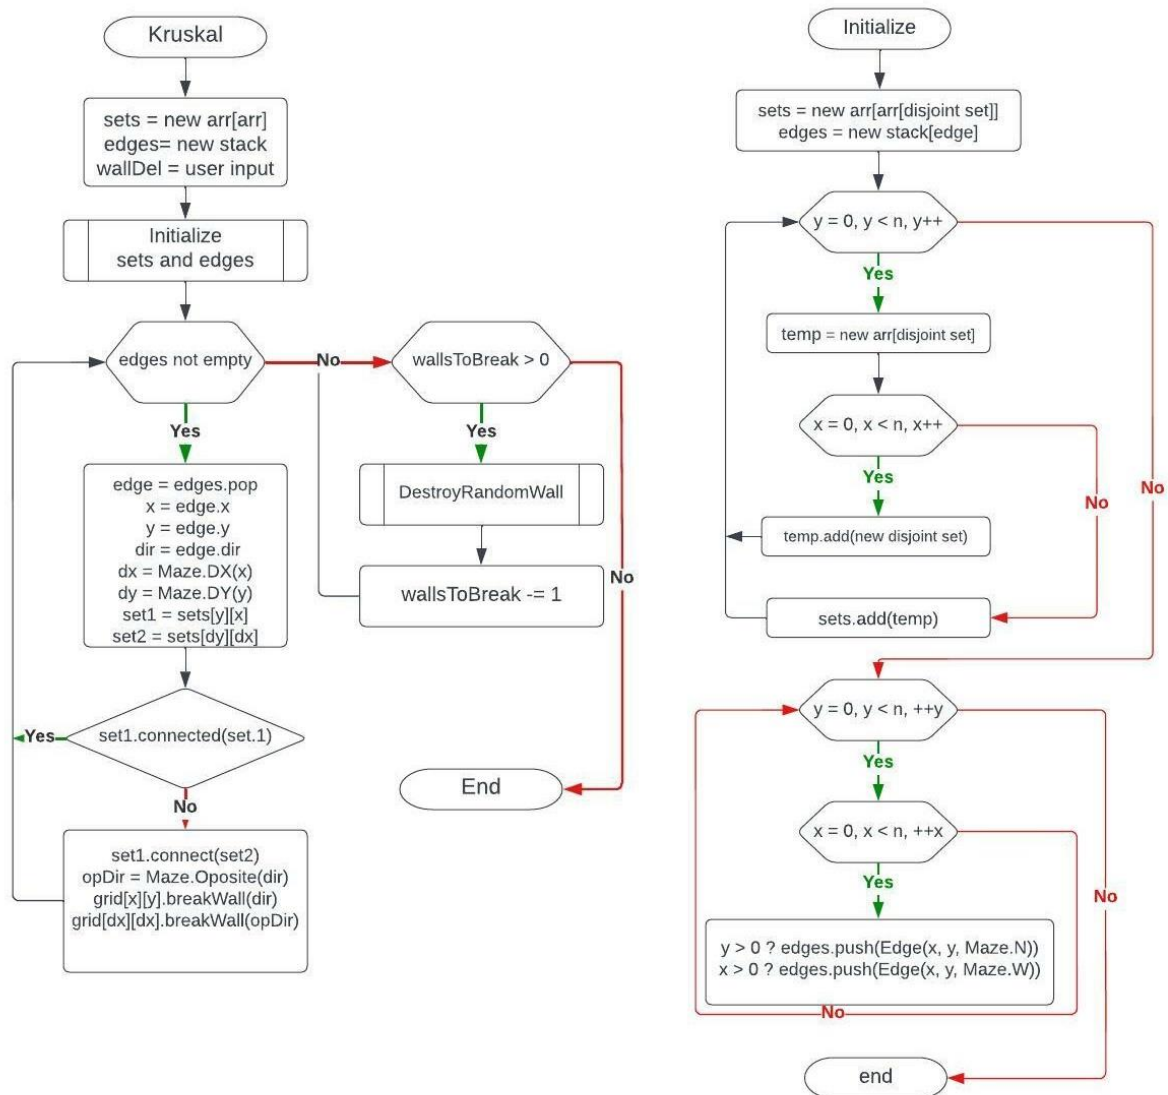 Kruskal
sets = new arr[arr]
edges= new stack
wallDel = user input
Initialize
sets and edges
edges not empty
No
wallsToBreak > 0
Yes
Yes
edge = edges.pop
x = edge.x
y = edge.y
dir = edge.dir
dx = Maze.DX(x)
dy = Maze.DY(y)
set1 = sets[y][x]
set2 = sets[dy][dx]
DestroyRandomWall
wallsToBreak -= 1
No
set1.connected(set.1)
Yes
No
End
set1.connect(set2)
opDir = Maze.Oposite(dir)
grid[x][y].breakWall(dir)
grid[dx][dx].breakWall(opDir)
Initialize
sets = new arr[arr[disjoint set]]
edges = new stack[edge]
y = 0, y < n, y++
Yes
temp = new arr[disjoint set]
x = 0, x < n, x++
Yes
No
No
temp.add(new disjoint set)
sets.add(temp)
y = 0, y < n, ++y
Yes
x = 0, x < n, ++x
Yes
No
y > 0 ? edges.push(Edge(x, y, Maze.N))
x > 0 ? edges.push(Edge(x, y, Maze.W))
No
end